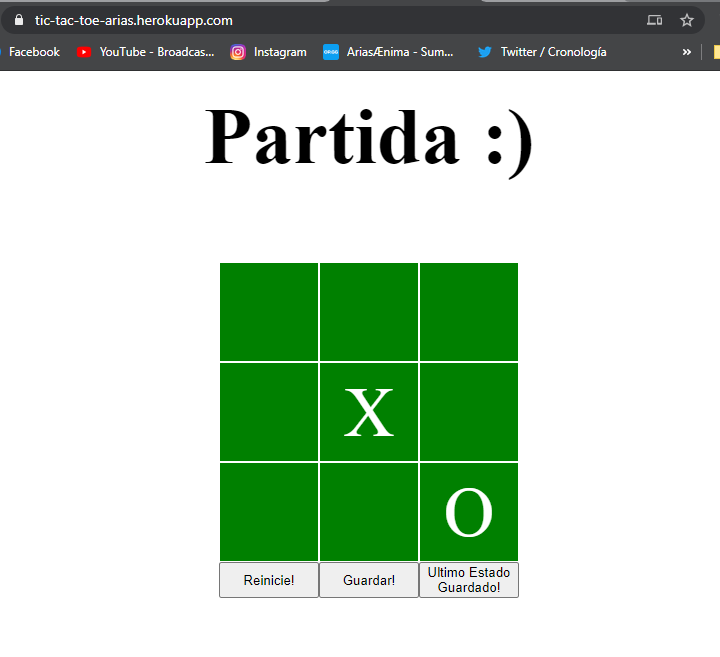 tic-tac-toe-arias.herokuapp.com
Facebook YouTube - Broadcas... Instagram AriasÆnima - Sum... Twitter / Cronología »
Partida :)
X
O
Reinicie! Guardar! Ultimo Estado
Guardado!